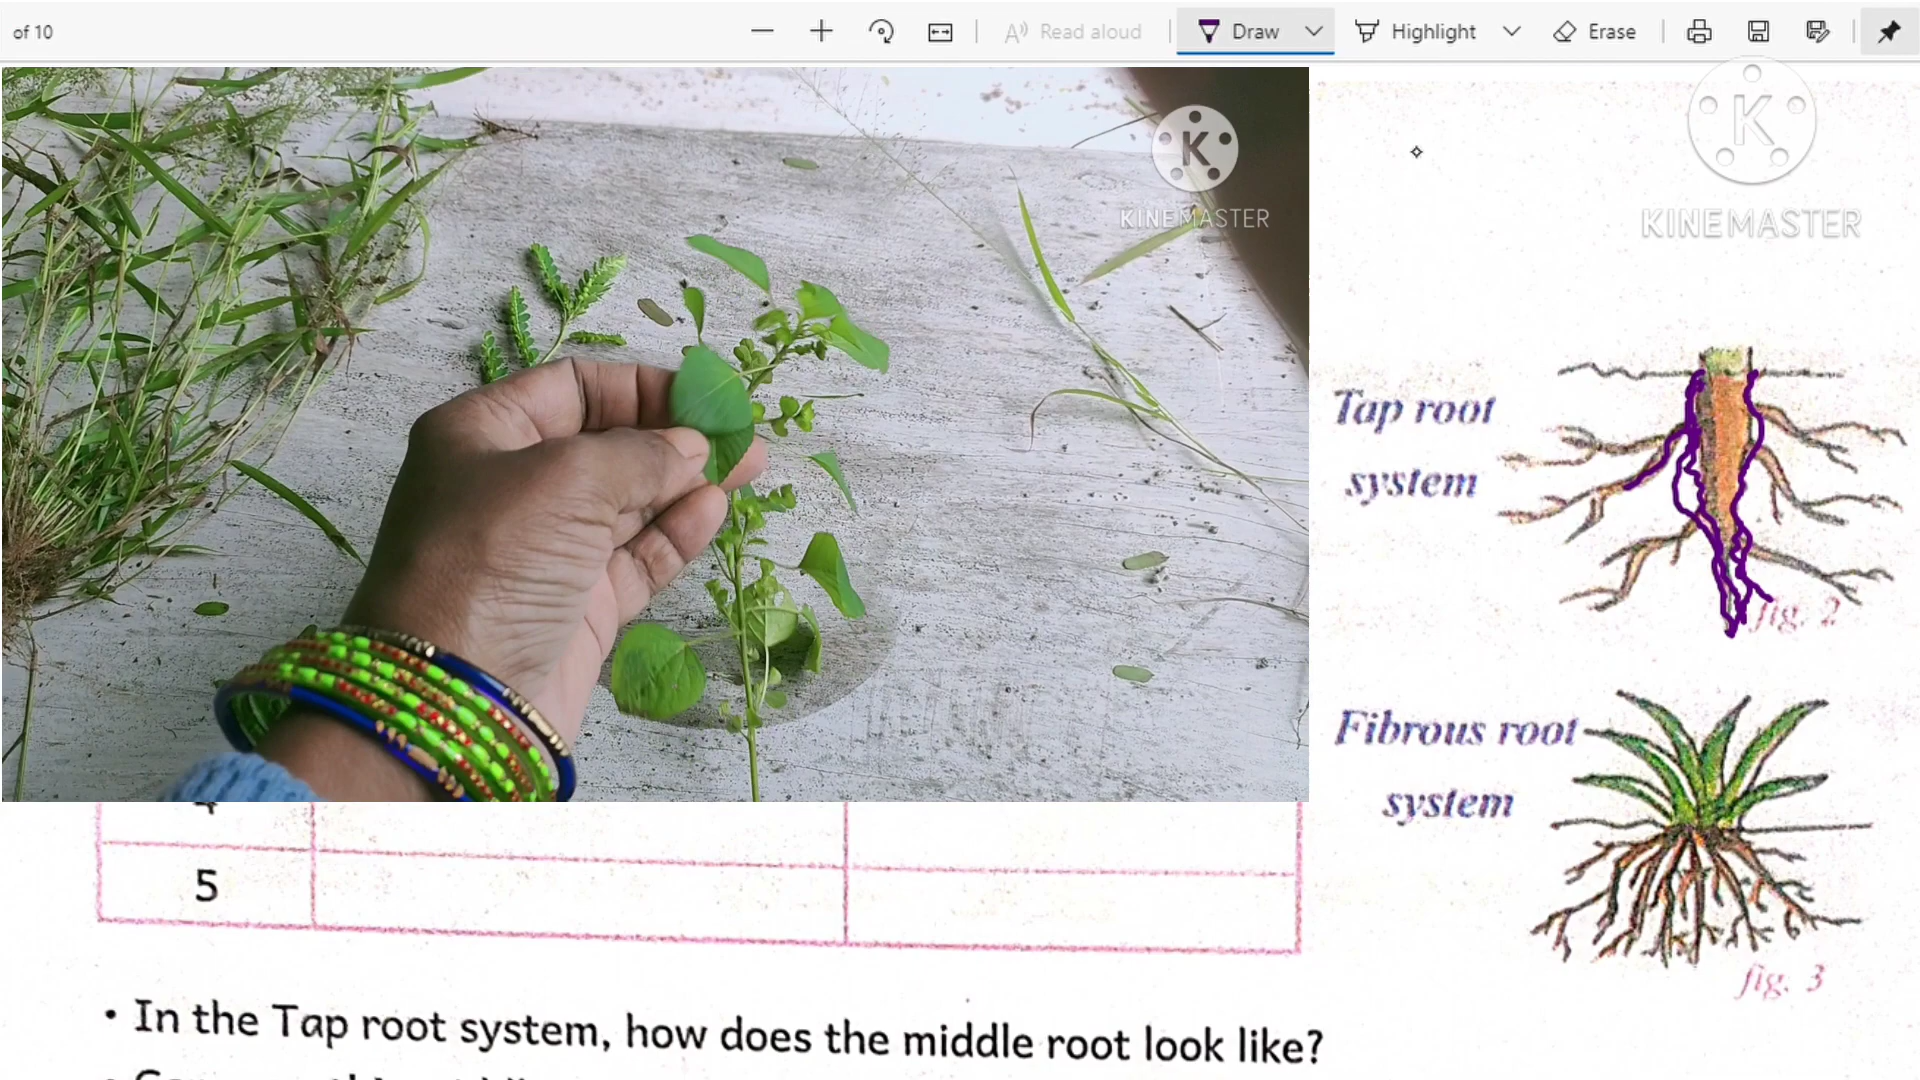 of 10
Read aloud
Draw
Highlight
Erase
K
KINEMASTER
K
KINEMASTER
Tap root
system
fig. 2
Fibrous root
system
fig. 3
5
• In the Tap root system, how does the middle root look like?